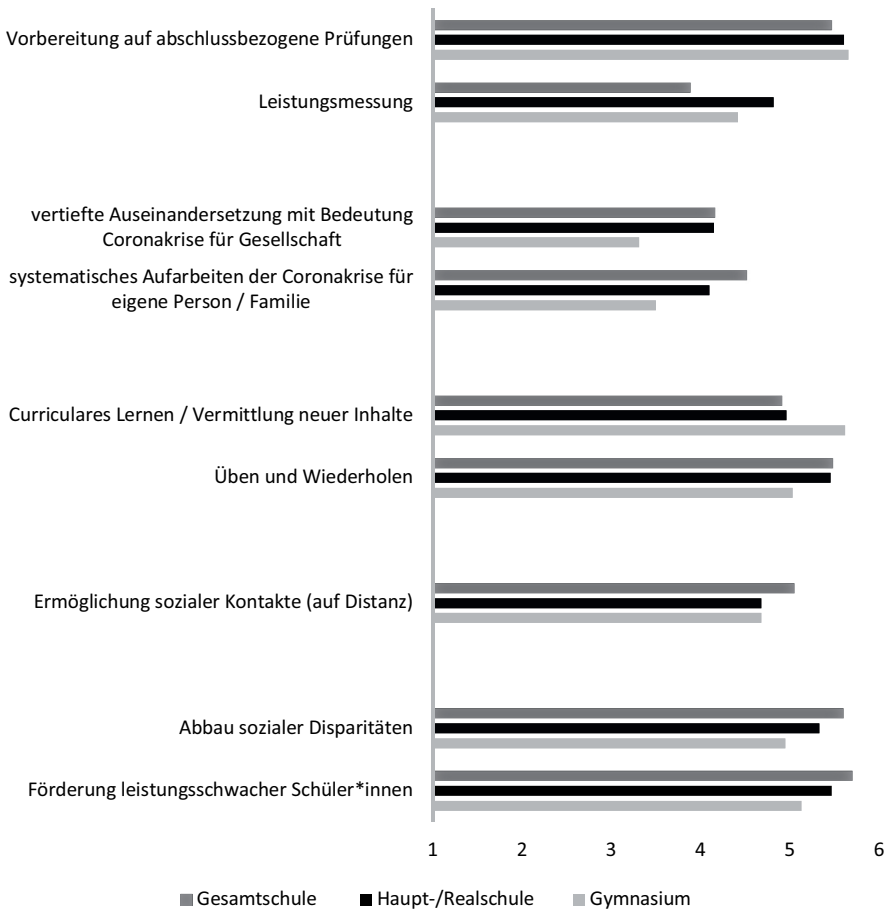 Vorbereitung auf abschlussbezogene Prüfungen
Leistungsmessung
vertiefte Auseinandersetzung mit Bedeutung
Coronakrise für Gesellschaft
systematisches Aufarbeiten der Coronakrise für
eigene Person / Familie
Curriculares Lernen / Vermittlung neuer Inhalte
Üben und Wiederholen
Ermöglichung sozialer Kontakte (auf Distanz)
Abbau sozialer Disparitäten
Förderung leistungsschwacher Schüler*innen
1 2 3 4 5 6
Gesamtschule Haupt-/Realschule Gymnasium